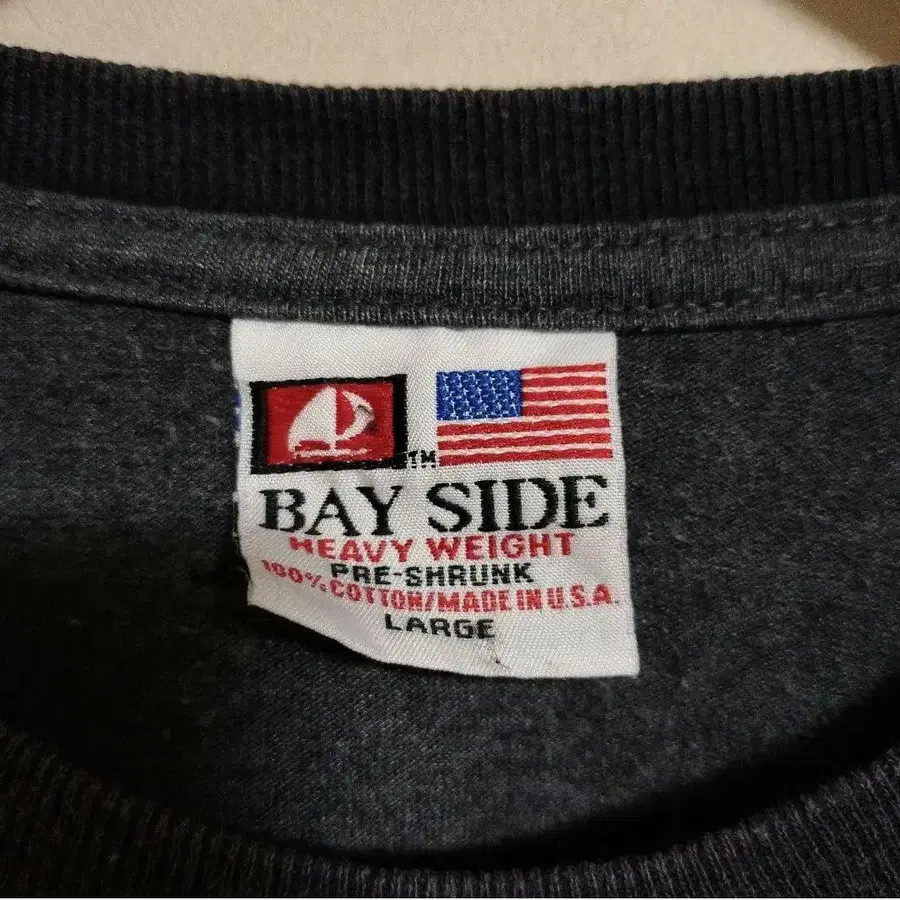 TM
BAY SIDE
HEAVY WEIGHT
PRE-SHRUNK
100% COTTON/MADE IN U.S.A.
LARGE